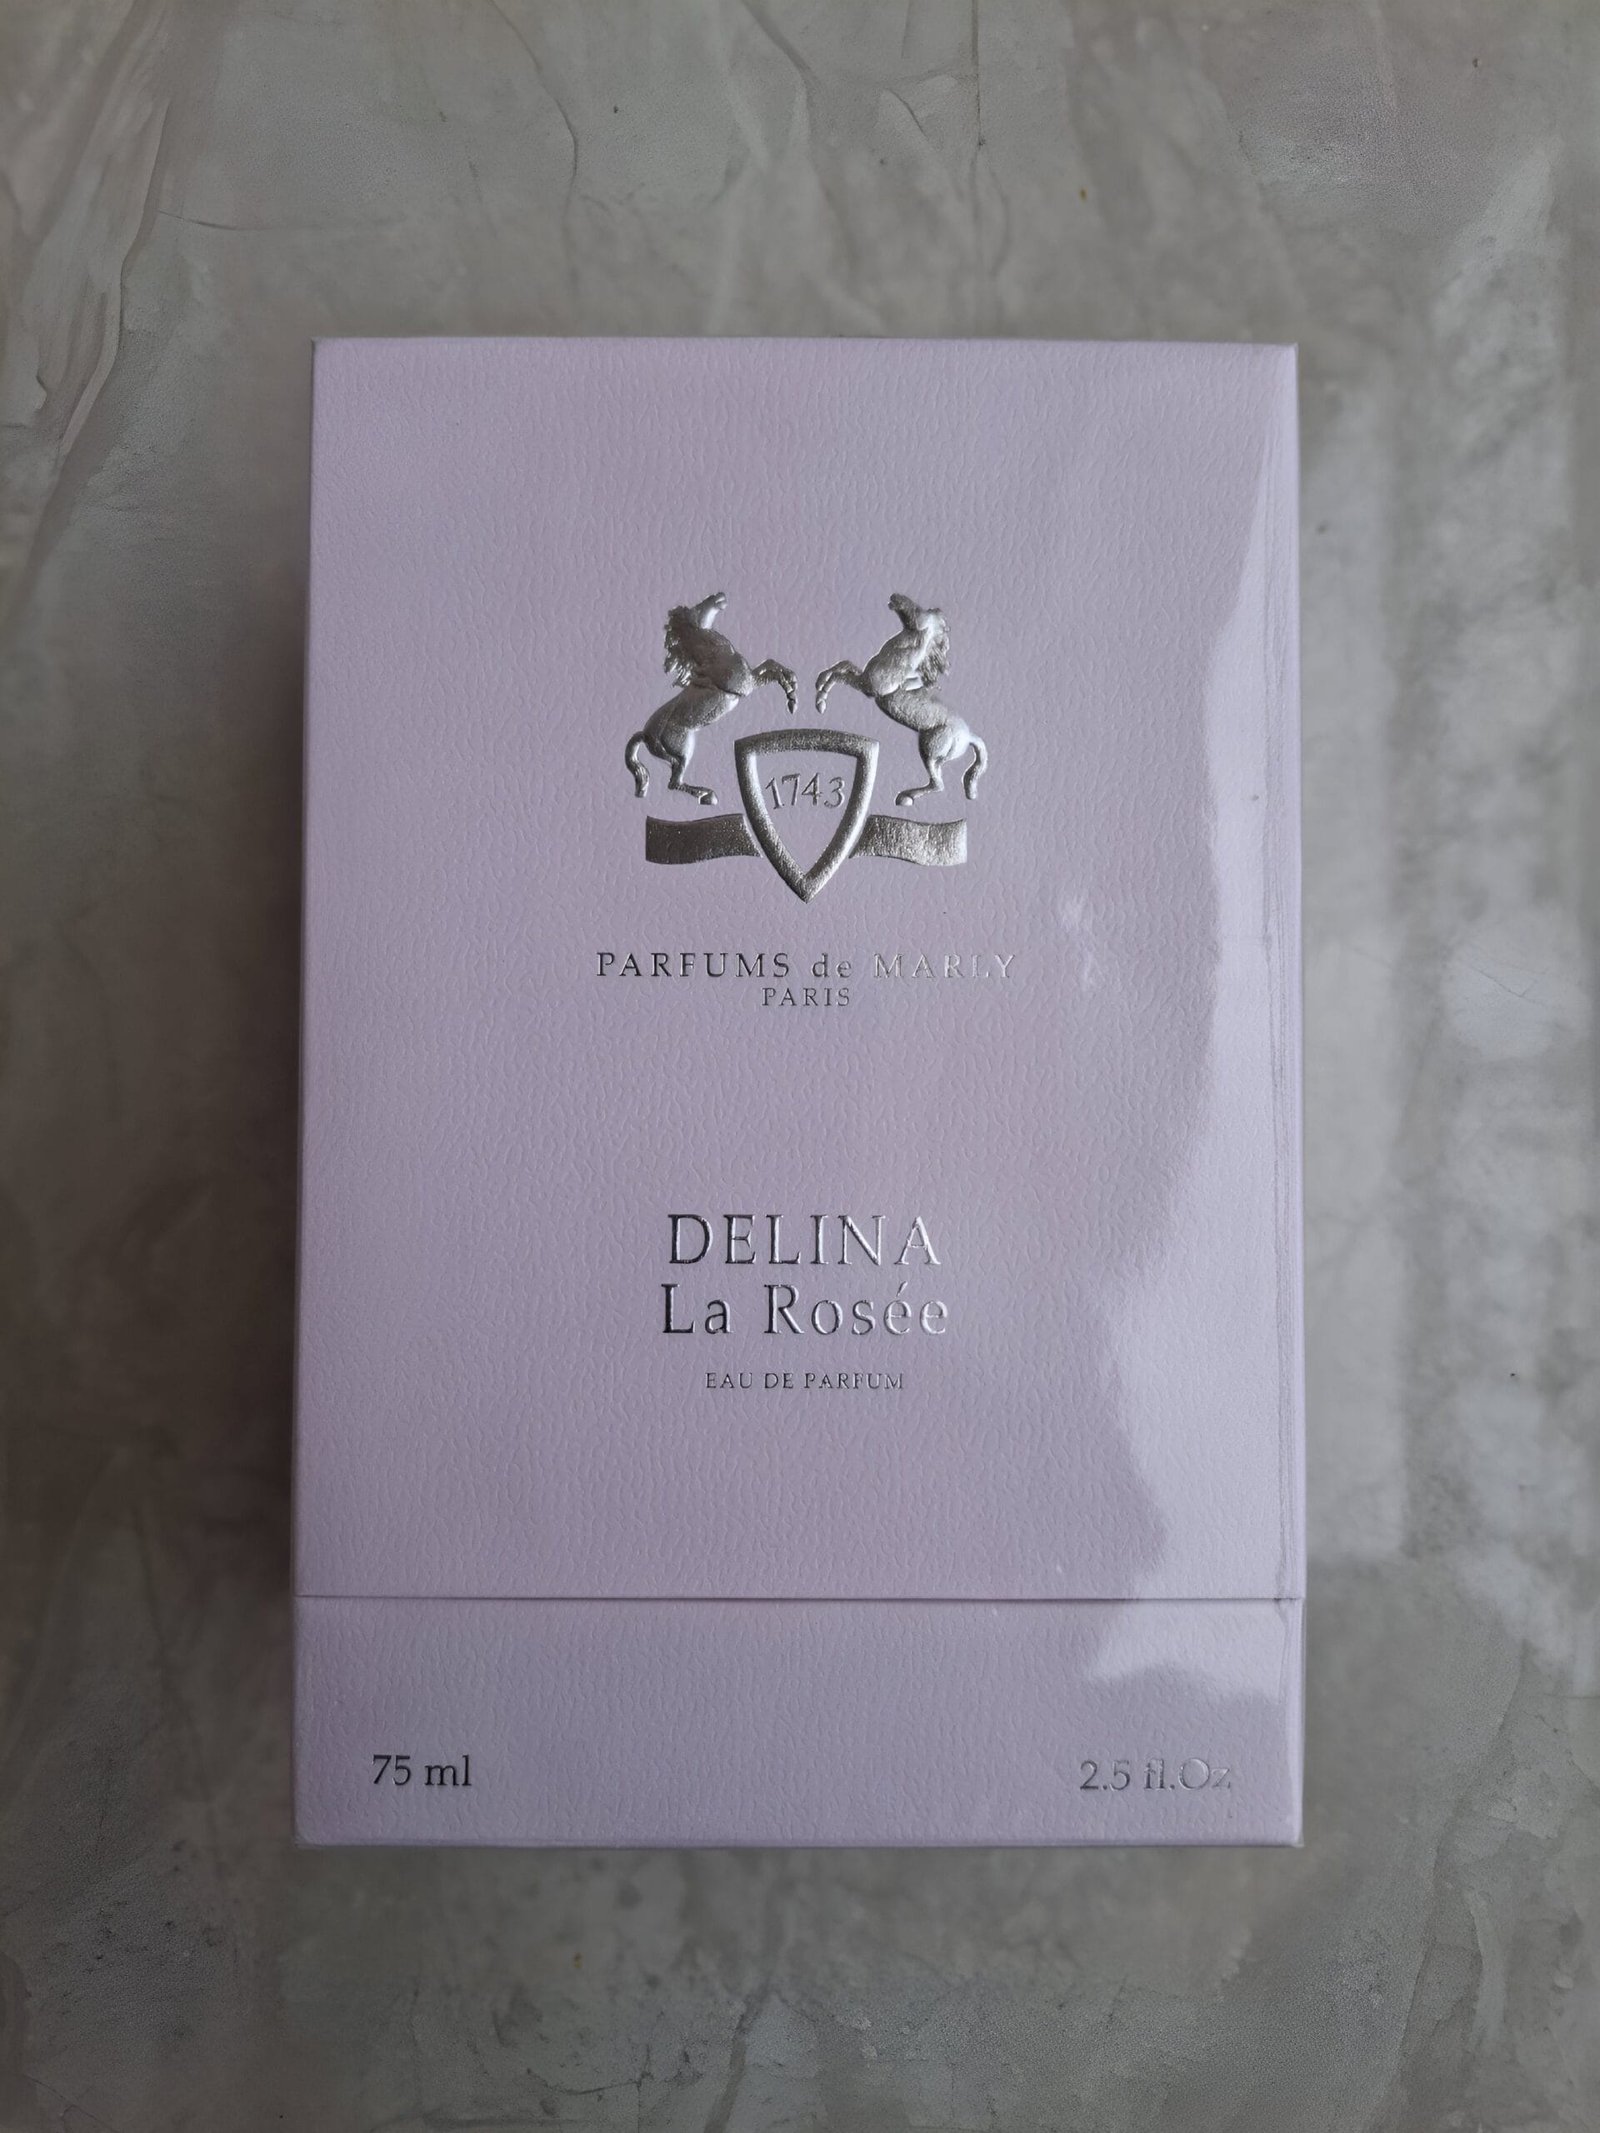 1743
PARFUMS de MARLY
PARIS
DELINA
La Rosée
EAU DE PARFUM
75 ml
2.5 fl.Oz